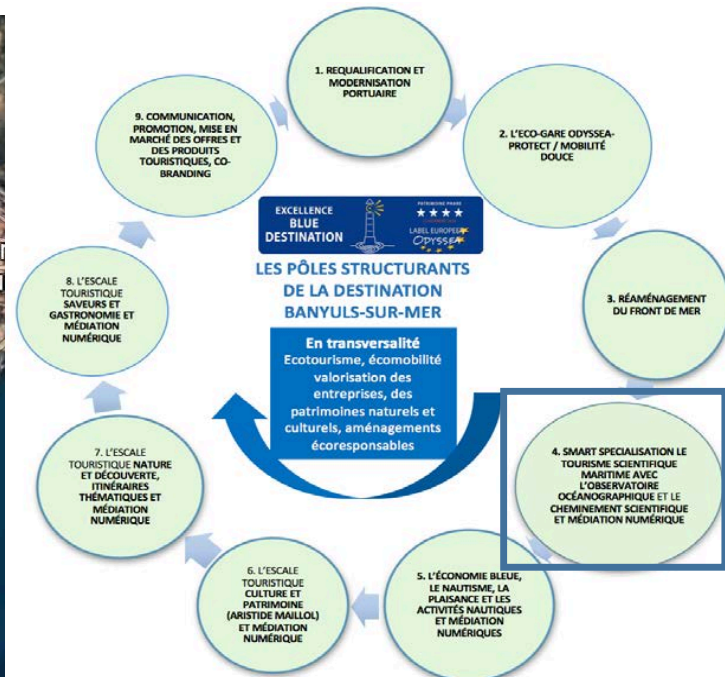 1. REQUALIFICATION ET
MODERNISATION
PORTUAIRE
2. L'ECO-GARE ODYSSEA-
PROTECT / MOBILITÉ
DOUCE
3. RÉAMÉNAGEMENT
DU FRONT DE MER
4. SMART SPECIALISATION LE
TOURISME SCIENTIFIQUE
MARITIME AVEC
L'OBSERVATOIRE
OCÉANOGRAPHIQUE ET LE
CHEMINEMENT SCIENTIFIQUE
ET MÉDIATION NUMÉRIQUE
5. L'ÉCONOMIE BLEUE,
LE NAUTISME, LA
PLAISANCE ET LES
ACTIVITÉS NAUTIQUES
ET MÉDIATION
NUMÉRIQUES
6. L'ESCALE
TOURISTIQUE
CULTURE ET
PATRIMOINE
(ARISTIDE MAILLOL)
ET MÉDIATION
NUMÉRIQUE
7. L'ESCALE
TOURISTIQUE NATURE
ET DÉCOUVERTE,
ITINÉRAIRES
THÉMATIQUES ET
MÉDIATION
NUMÉRIQUE
8. L'ESCALE
TOURISTIQUE
SAVEURS ET
GASTRONOMIE ET
MÉDIATION
NUMÉRIQUE
9. COMMUNICATION,
PROMOTION, MISE EN
MARCHÉ DES OFFRES ET
DES PRODUITS
TOURISTIQUES, CO-
BRANDING
EXCELLENCE
BLUE
DESTINATION
PATRIMOINE PHARE
LABEL EUROPÉEN
ODYSSEA
LES PÔLES STRUCTURANTS
DE LA DESTINATION
BANYULS-SUR-MER
En transversalité
Ecotourisme, écomobilité
valorisation des
entreprises, des
patrimoines naturels et
culturels, aménagements
écoresponsables